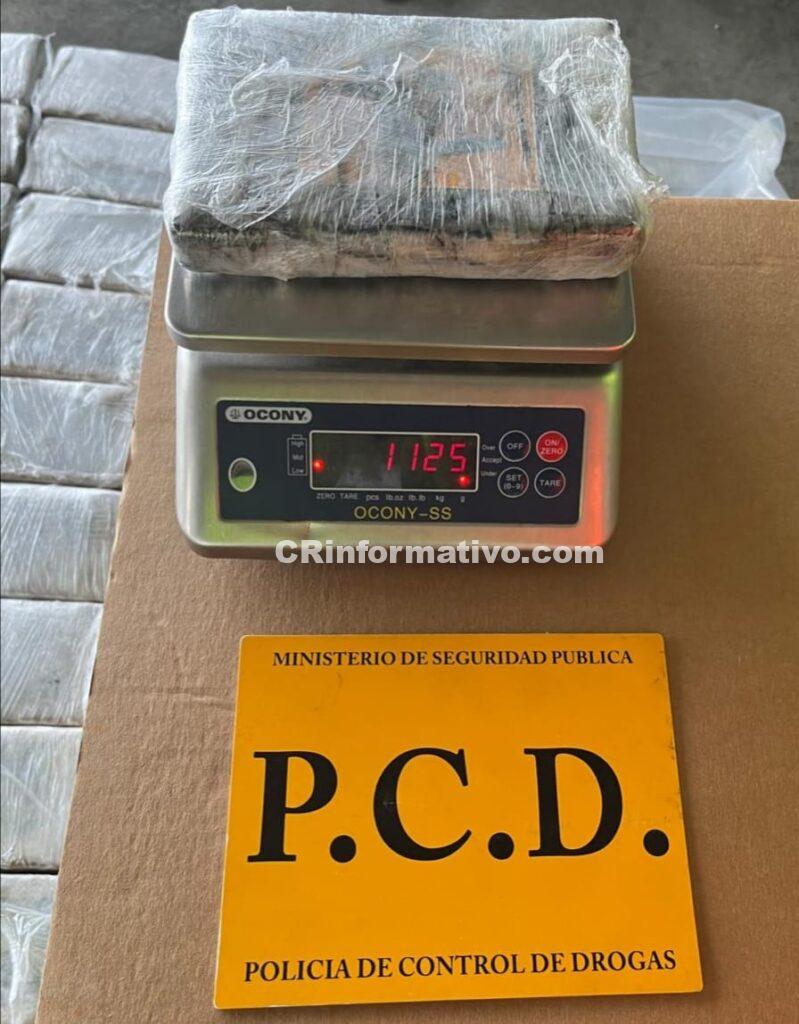 OCONY
High
Mid
Low
1125
Over
Accept
Under
OFF
ON/
ZERO
SET
(0~9)
TARE
ZERO TARE pcs lb.oz lb.lb kg g
OCONY-SS
CRinformativo.com
MINISTERIO DE SEGURIDAD PUBLICA
P.C.D.
POLICIA DE CONTROL DE DROGAS